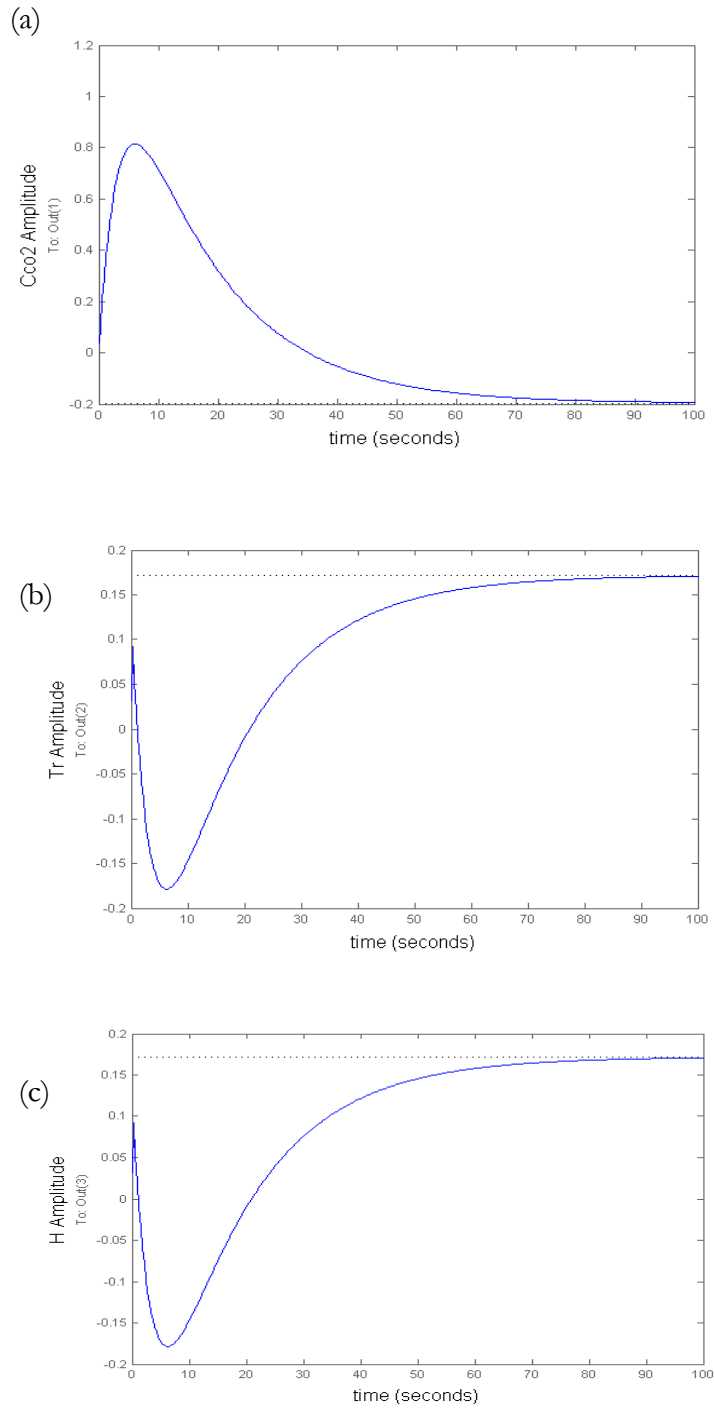 (a)
1.2
1
0.8
0.6
0.4
0.2
0
-0.2
Cco2 Amplitude
To: Out(1)
0 10 20 30 40 50 60 70 80 90 100
time (seconds)
(b)
0.2
0.15
0.1
0.05
0
-0.05
-0.1
-0.15
-0.2
Tr Amplitude
To: Out(2)
0 10 20 30 40 50 60 70 80 90 100
time (seconds)
(c)
0.2
0.15
0.1
0.05
0
-0.05
-0.1
-0.15
-0.2
H Amplitude
To: Out(3)
0 10 20 30 40 50 60 70 80 90 100
time (seconds)